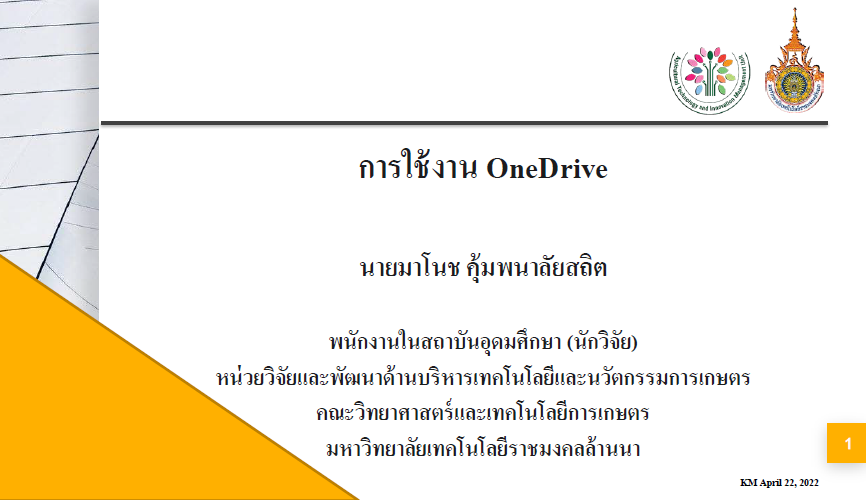 Agricultural Technology and Innovation Management Unit
การใช้งาน OneDrive
นายมาโนช คุ้มพนาลัยสถิต
พนักงานในสถาบันอุดมศึกษา (นักวิจัย)
หน่วยวิจัยและพัฒนาด้านบริหารเทคโนโลยีและนวัตกรรมการเกษตร
คณะวิทยาศาสตร์และเทคโนโลยีการเกษตร
มหาวิทยาลัยเทคโนโลยีราชมงคลล้านนา
1
KM April 22, 2022